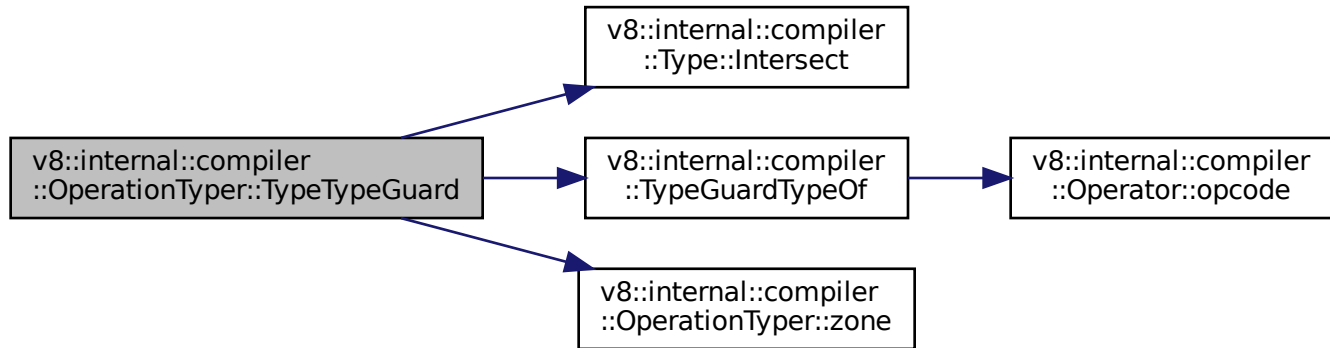 v8::internal::compiler
::OperationTyper::TypeTypeGuard
v8::internal::compiler
::Type::Intersect
v8::internal::compiler
::TypeGuardTypeOf
v8::internal::compiler
::Operator::opcode
v8::internal::compiler
::OperationTyper::zone